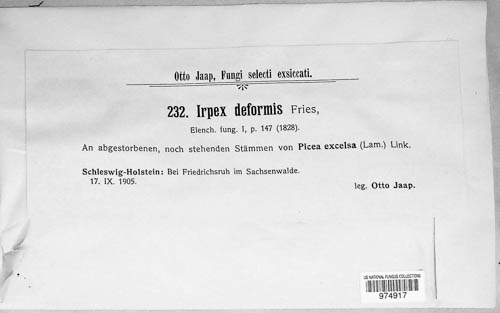 Otto Jaap, Fungi selecti exsiccati.
232. Irpex deformis Fries,
Elench. fung. I, p. 147 (1828).
An abgestorbenen, noch stehenden Stämmen von Picea excelsa (Lam.) Link.
Schleswig-Holstein: Bei Friedrichsruh im Sachsenwalde.
17. IX. 1905.
leg. Otto Jaap.
US NATIONAL FUNGUS COLLECTIONS
974917